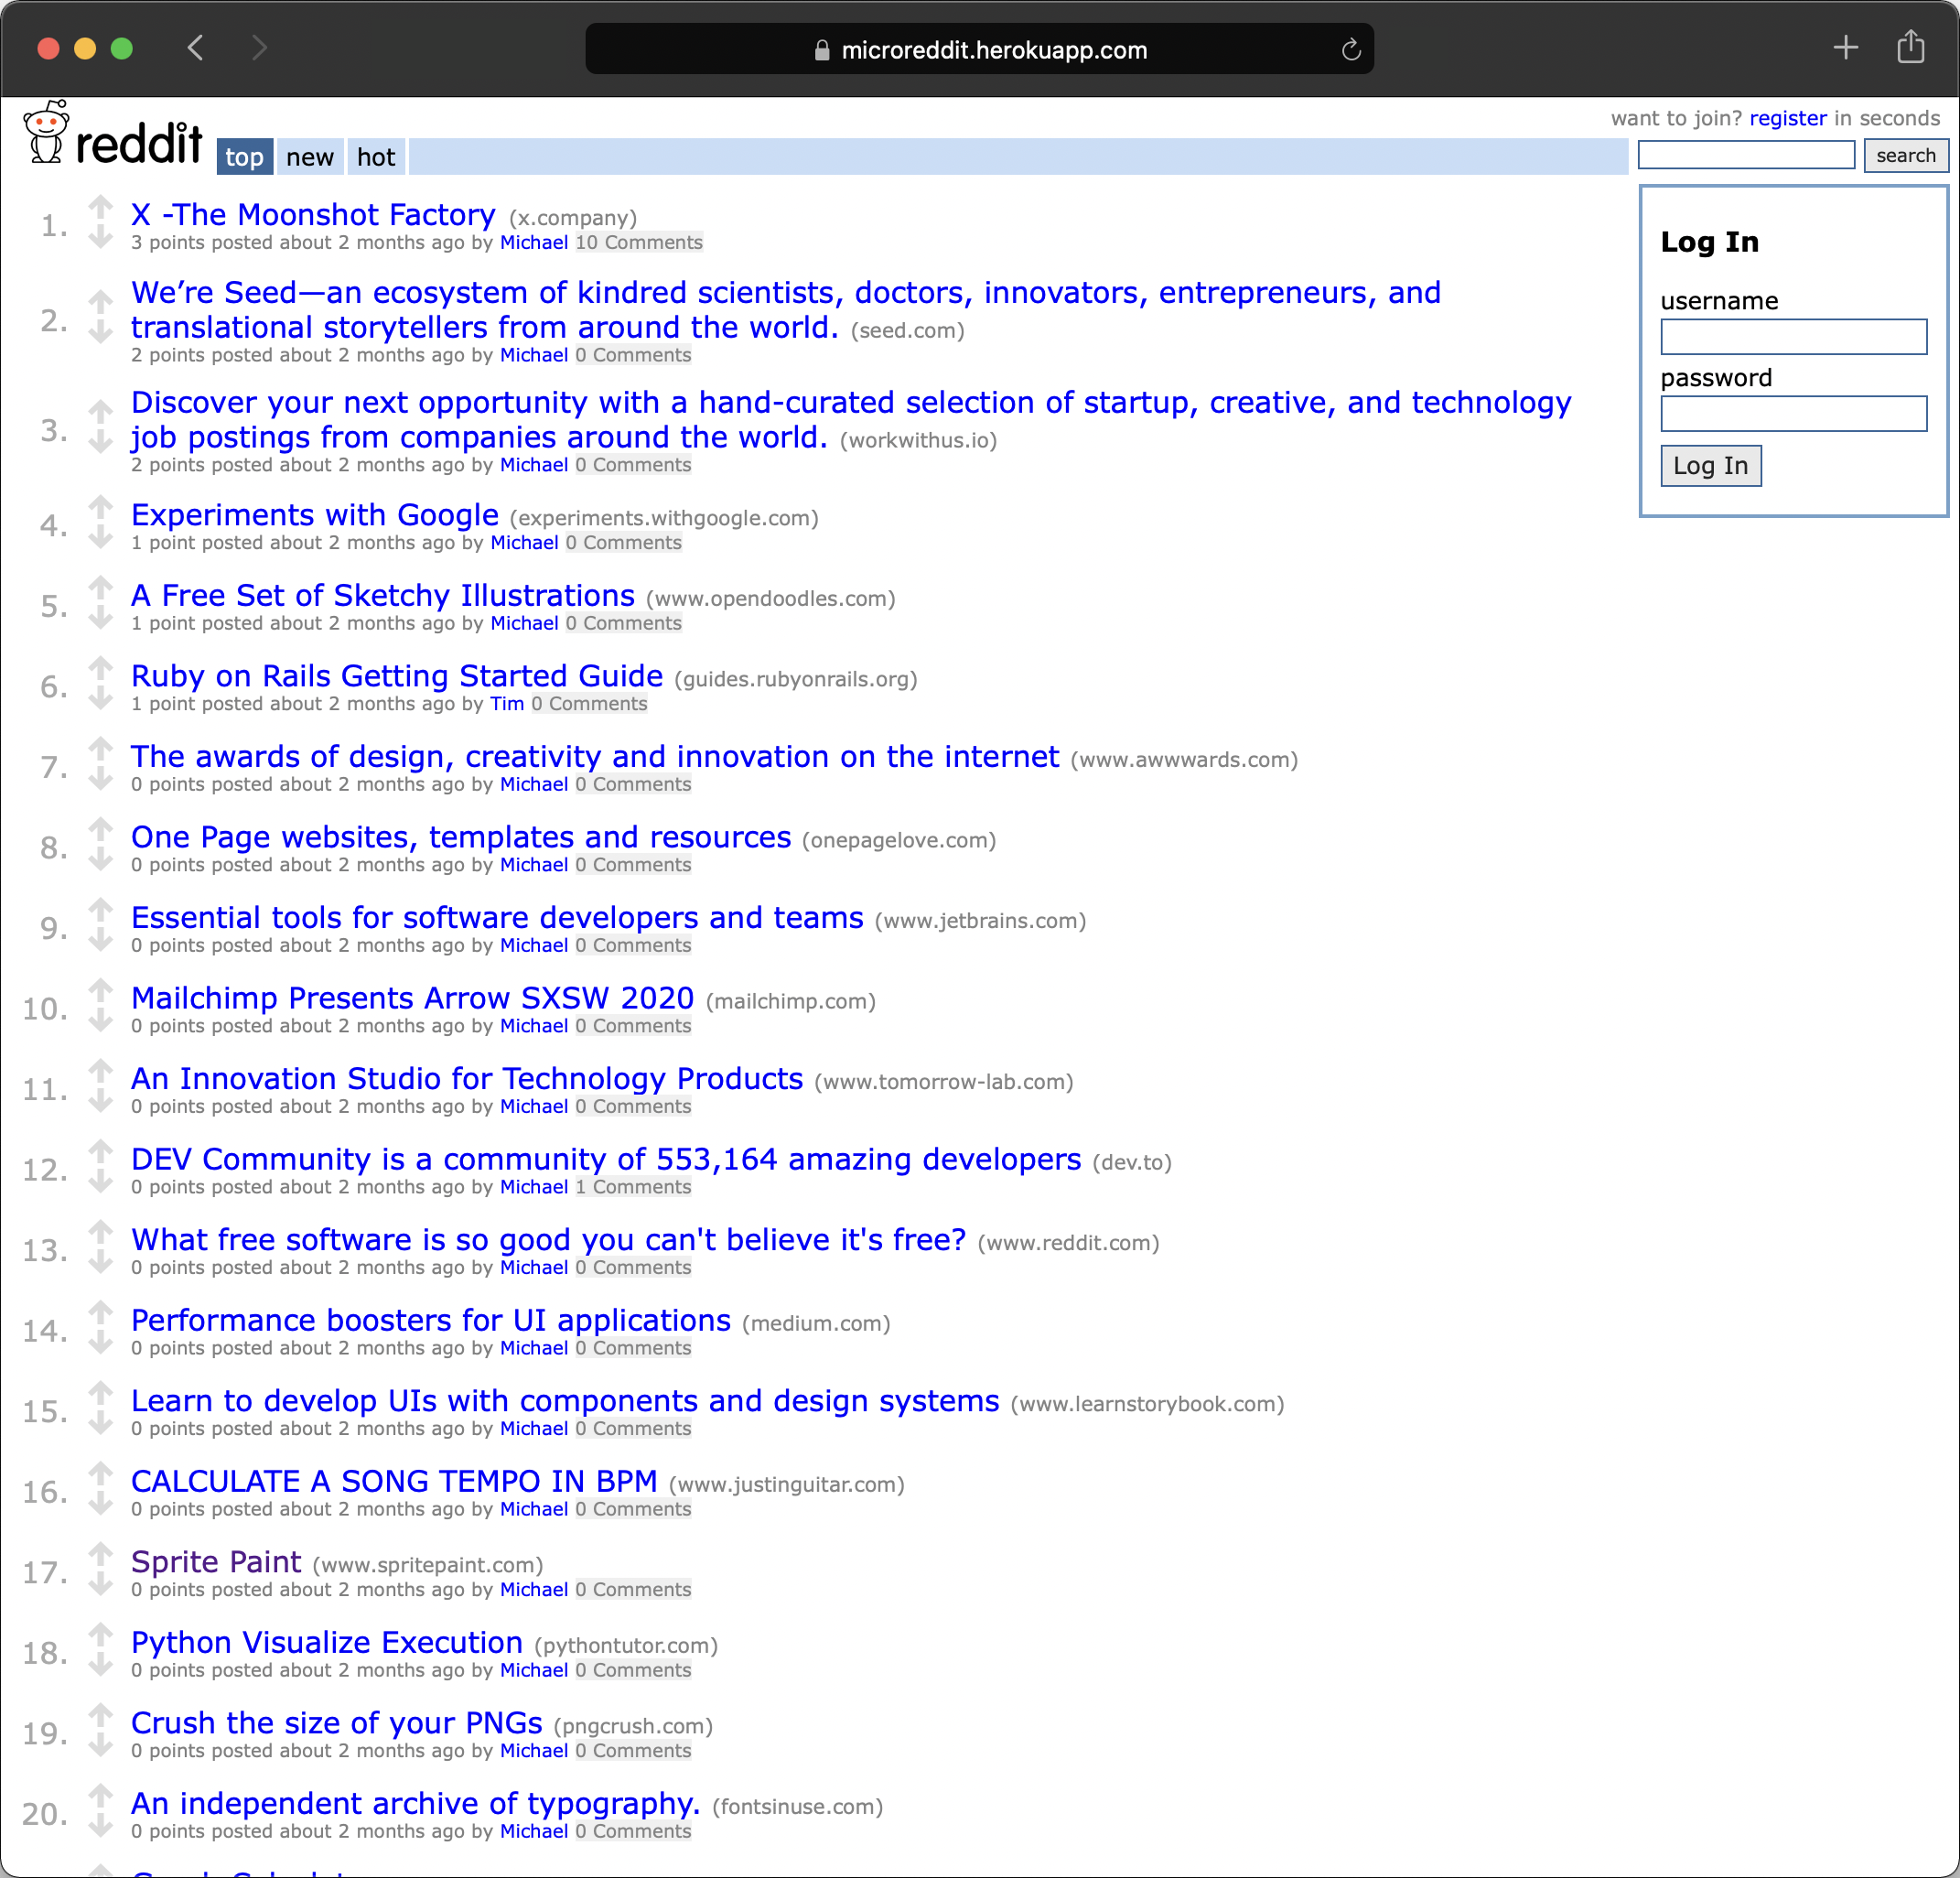 microreddit.herokuapp.com
want to join? register in seconds
reddit
top new hot
search
1. X -The Moonshot Factory (x.company)
3 points posted about 2 months ago by Michael 10 Comments
2. We’re Seed—an ecosystem of kindred scientists, doctors, innovators, entrepreneurs, and
translational storytellers from around the world. (seed.com)
2 points posted about 2 months ago by Michael 0 Comments
3. Discover your next opportunity with a hand-curated selection of startup, creative, and technology
job postings from companies around the world. (workwithus.io)
2 points posted about 2 months ago by Michael 0 Comments
4. Experiments with Google (experiments.withgoogle.com)
1 point posted about 2 months ago by Michael 0 Comments
5. A Free Set of Sketchy Illustrations (www.opendoodles.com)
1 point posted about 2 months ago by Michael 0 Comments
6. Ruby on Rails Getting Started Guide (guides.rubyonrails.org)
1 point posted about 2 months ago by Tim 0 Comments
7. The awards of design, creativity and innovation on the internet (www.awwwards.com)
0 points posted about 2 months ago by Michael 0 Comments
8. One Page websites, templates and resources (onepagelove.com)
0 points posted about 2 months ago by Michael 0 Comments
9. Essential tools for software developers and teams (www.jetbrains.com)
0 points posted about 2 months ago by Michael 0 Comments
10. Mailchimp Presents Arrow SXSW 2020 (mailchimp.com)
0 points posted about 2 months ago by Michael 0 Comments
11. An Innovation Studio for Technology Products (www.tomorrow-lab.com)
0 points posted about 2 months ago by Michael 0 Comments
12. DEV Community is a community of 553,164 amazing developers (dev.to)
0 points posted about 2 months ago by Michael 1 Comments
13. What free software is so good you can't believe it's free? (www.reddit.com)
0 points posted about 2 months ago by Michael 0 Comments
14. Performance boosters for UI applications (medium.com)
0 points posted about 2 months ago by Michael 0 Comments
15. Learn to develop UIs with components and design systems (www.learnstorybook.com)
0 points posted about 2 months ago by Michael 0 Comments
16. CALCULATE A SONG TEMPO IN BPM (www.justinguitar.com)
0 points posted about 2 months ago by Michael 0 Comments
17. Sprite Paint (www.spritepaint.com)
0 points posted about 2 months ago by Michael 0 Comments
18. Python Visualize Execution (pythontutor.com)
0 points posted about 2 months ago by Michael 0 Comments
19. Crush the size of your PNGs (pngcrush.com)
0 points posted about 2 months ago by Michael 0 Comments
20. An independent archive of typography. (fontsinuse.com)
0 points posted about 2 months ago by Michael 0 Comments
Log In
username
password
Log In